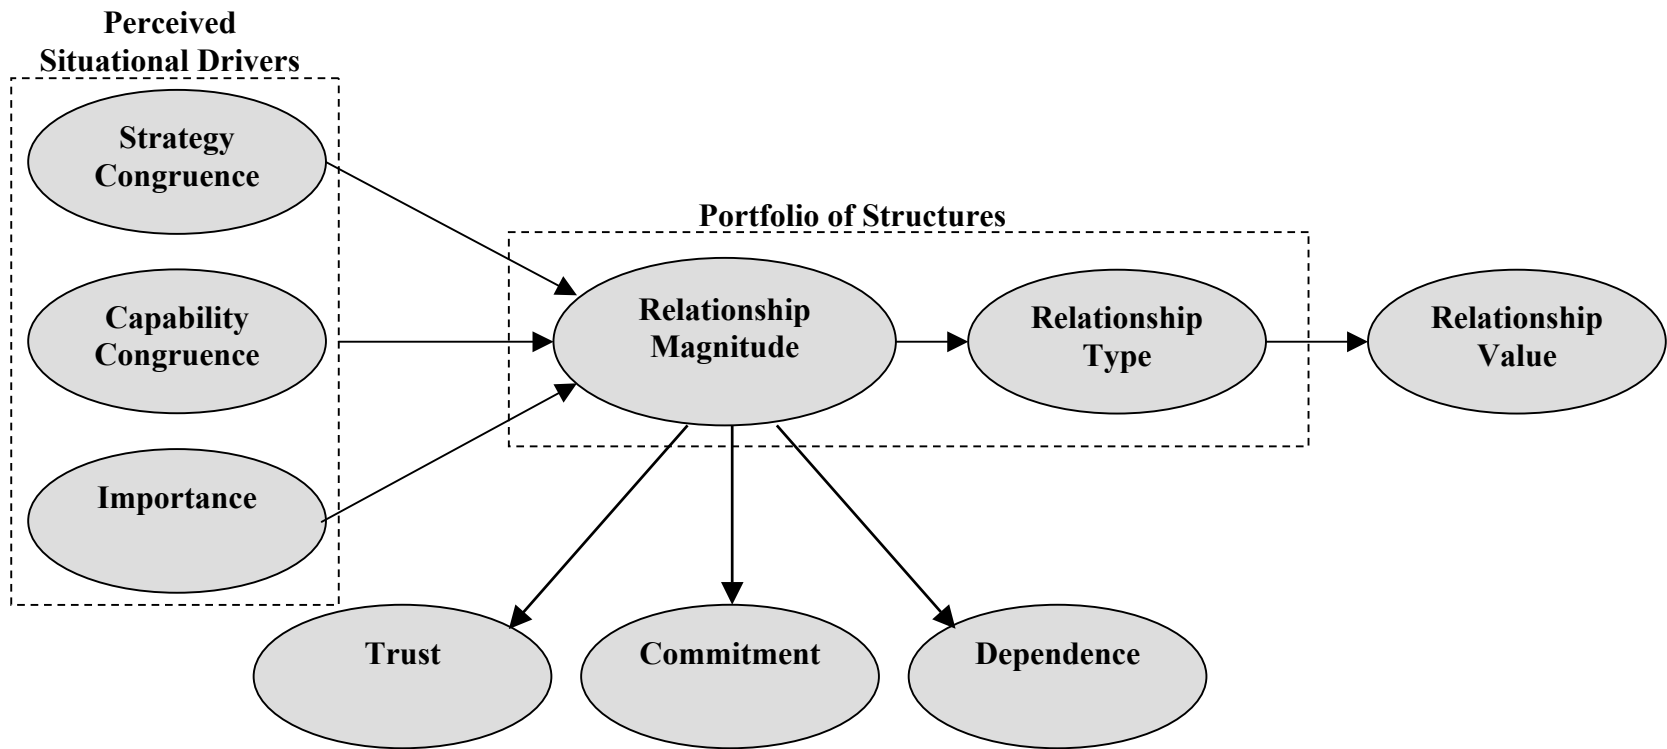 Perceived
Situational Drivers
Strategy
Congruence
Portfolio of Structures
Capability
Congruence
Relationship
Magnitude
Relationship
Type
Relationship
Value
Importance
Trust
Commitment
Dependence